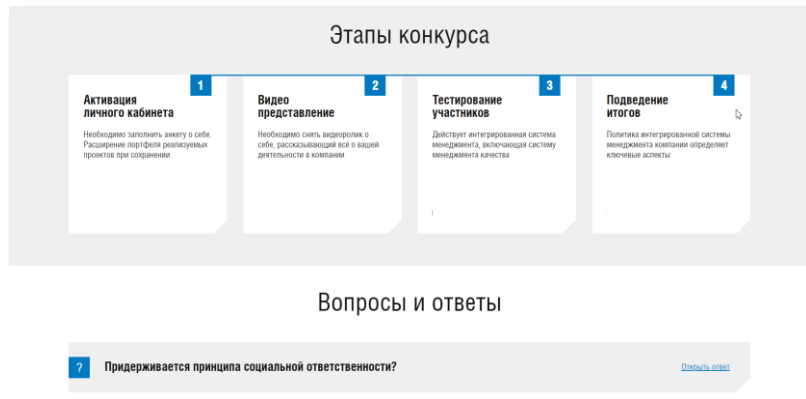 Этапы конкурса
1
Активация
личного кабинета
Необходимо заполнить анкету о себе.
Расширение портфеля реализуемых
проектов при сохранении
2
Видео
представление
Необходимо снять видеоролик о
себе, рассказывающий всё о вашей
деятельности в компании
3
Тестирование
участников
Действует интегрированная система
менеджмента, включающая систему
менеджмента качества
4
Подведение
итогов
Политика интегрированной системы
менеджмента компании определяет
ключевые аспекты
Вопросы и ответы
? Придерживается принципа социальной ответственности? Открыть ответ